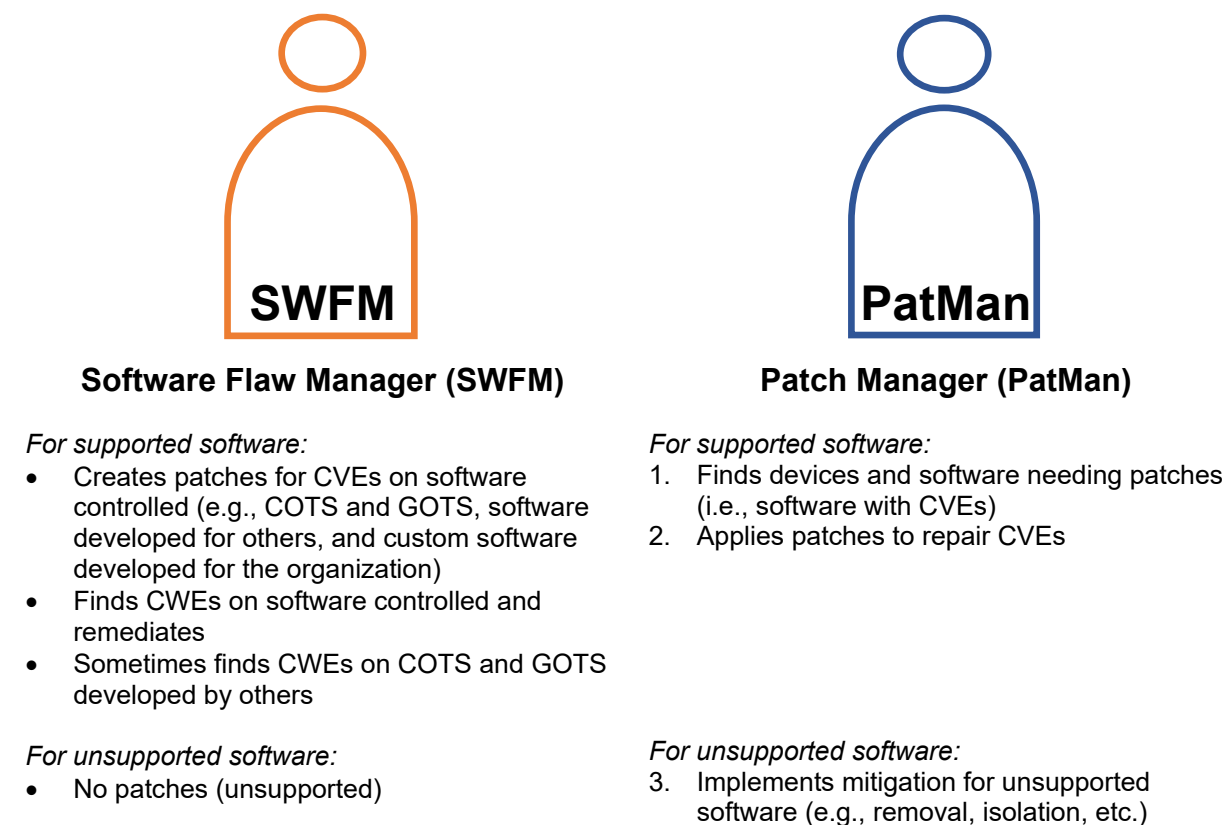 SWFM
Software Flaw Manager (SWFM)
For supported software:
• Creates patches for CVEs on software
controlled (e.g., COTS and GOTS, software
developed for others, and custom software
developed for the organization)
• Finds CWEs on software controlled and
remediates
• Sometimes finds CWEs on COTS and GOTS
developed by others
For unsupported software:
• No patches (unsupported)
PatMan
Patch Manager (PatMan)
For supported software:
1. Finds devices and software needing patches
(i.e., software with CVEs)
2. Applies patches to repair CVEs
For unsupported software:
3. Implements mitigation for unsupported
software (e.g., removal, isolation, etc.)